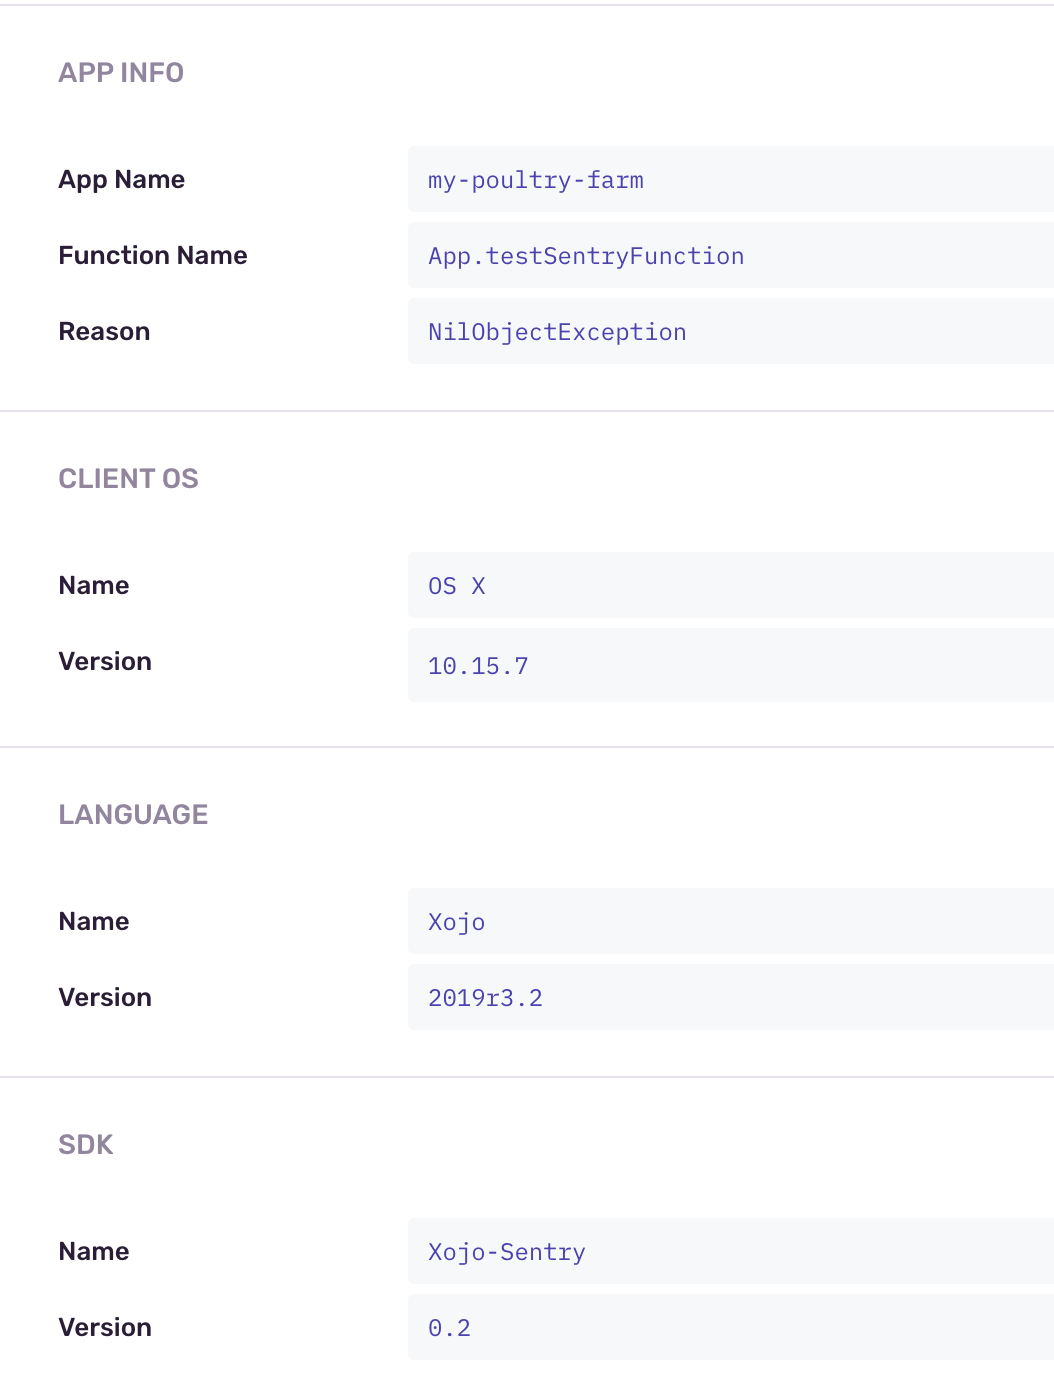 APP INFO
App Name my-poultry-farm
Function Name App.testSentryFunction
Reason NilObjectException
CLIENT OS
Name OS X
Version 10.15.7
LANGUAGE
Name Xojo
Version 2019r3.2
SDK
Name Xojo-Sentry
Version 0.2